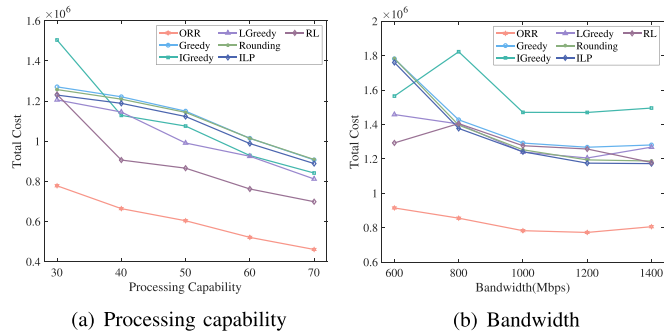 ×10^6
1.6
1.4
1.2
1
0.8
0.6
0.4
Total Cost
ORR LGreedy RL
Greedy Rounding
IGreedy ILP
30 40 50 60 70
Processing Capability
(a) Processing capability
×10^6
2
1.8
1.6
1.4
1.2
1
0.8
0.6
Total Cost
ORR LGreedy RL
Greedy Rounding
IGreedy ILP
600 800 1000 1200 1400
Bandwidth(Mbps)
(b) Bandwidth